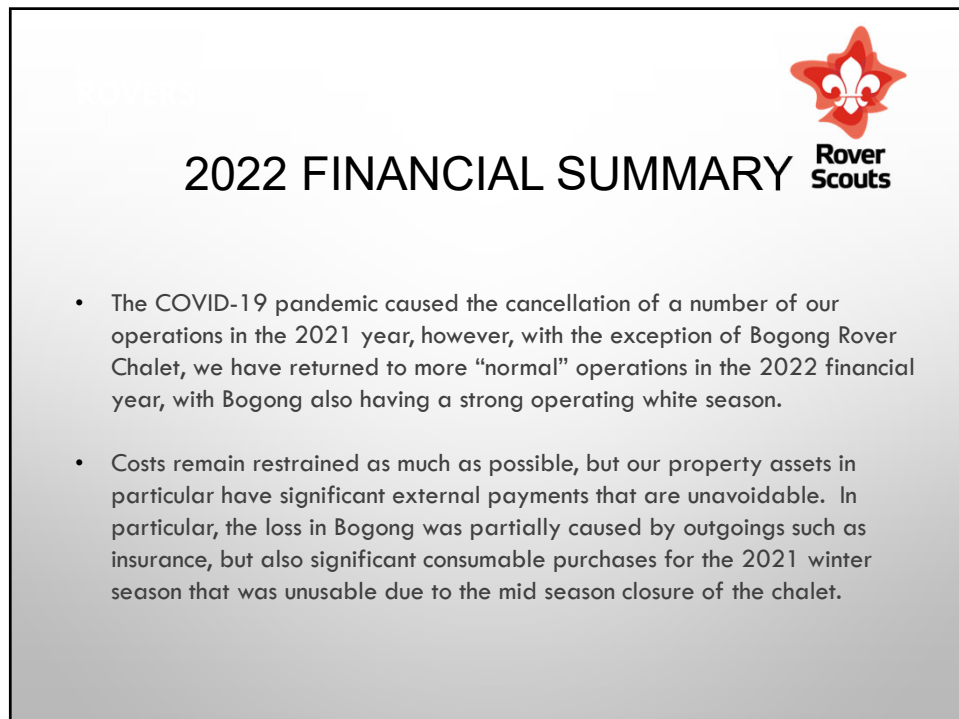 Rover
Scouts
2022 FINANCIAL SUMMARY
• The COVID-19 pandemic caused the cancellation of a number of our
operations in the 2021 year, however, with the exception of Bogong Rover
Chalet, we have returned to more “normal” operations in the 2022 financial
year, with Bogong also having a strong operating white season.
• Costs remain restrained as much as possible, but our property assets in
particular have significant external payments that are unavoidable.  In
particular, the loss in Bogong was partially caused by outgoings such as
insurance, but also significant consumable purchases for the 2021 winter
season that was unusable due to the mid season closure of the chalet.